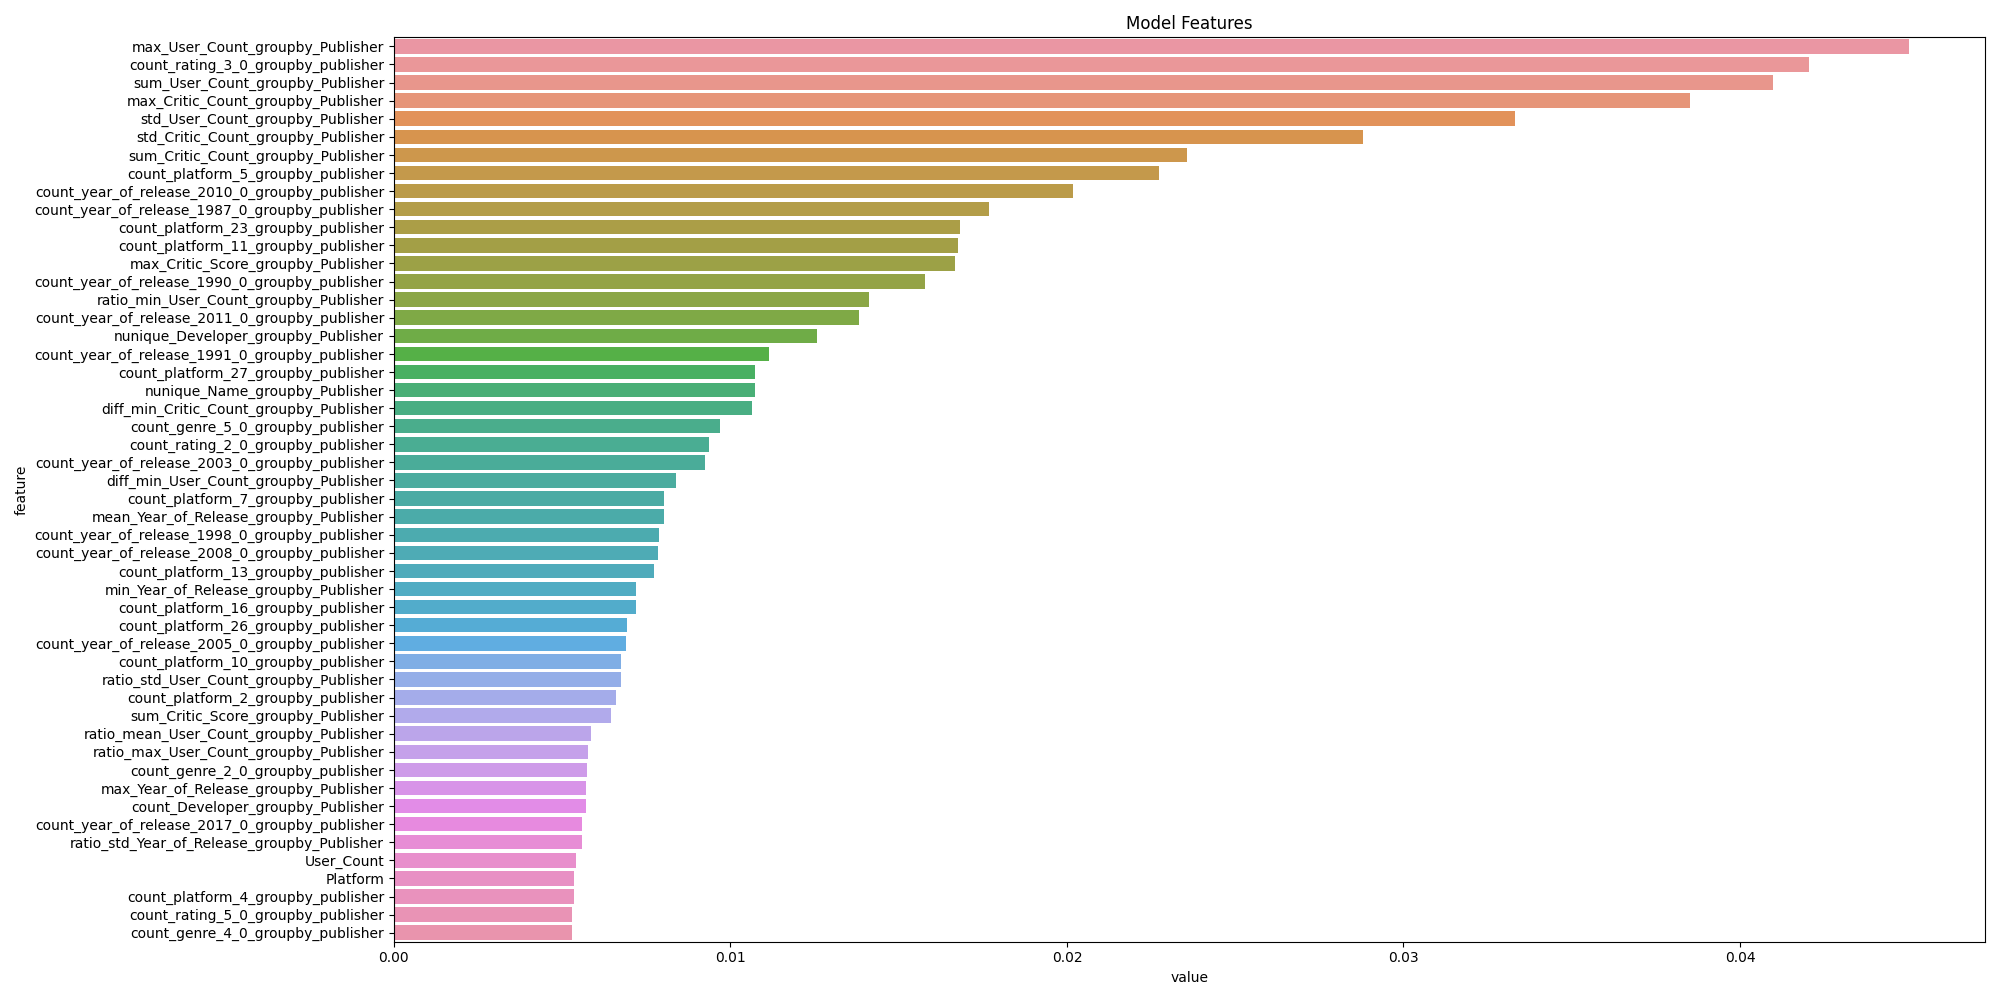 Model Features
feature
max_User_Count_groupby_Publisher
count_rating_3_0_groupby_publisher
sum_User_Count_groupby_Publisher
max_Critic_Count_groupby_Publisher
std_User_Count_groupby_Publisher
std_Critic_Count_groupby_Publisher
sum_Critic_Count_groupby_Publisher
count_platform_5_groupby_publisher
count_year_of_release_2010_0_groupby_publisher
count_year_of_release_1987_0_groupby_publisher
count_platform_23_groupby_publisher
count_platform_11_groupby_publisher
max_Critic_Score_groupby_Publisher
count_year_of_release_1990_0_groupby_publisher
ratio_min_User_Count_groupby_Publisher
count_year_of_release_2011_0_groupby_publisher
nunique_Developer_groupby_Publisher
count_year_of_release_1991_0_groupby_publisher
count_platform_27_groupby_publisher
nunique_Name_groupby_Publisher
diff_min_Critic_Count_groupby_Publisher
count_genre_5_0_groupby_publisher
count_rating_2_0_groupby_publisher
count_year_of_release_2003_0_groupby_publisher
diff_min_User_Count_groupby_Publisher
count_platform_7_groupby_publisher
mean_Year_of_Release_groupby_Publisher
count_year_of_release_1998_0_groupby_publisher
count_year_of_release_2008_0_groupby_publisher
count_platform_13_groupby_publisher
min_Year_of_Release_groupby_Publisher
count_platform_16_groupby_publisher
count_platform_26_groupby_publisher
count_year_of_release_2005_0_groupby_publisher
count_platform_10_groupby_publisher
ratio_std_User_Count_groupby_Publisher
count_platform_2_groupby_publisher
sum_Critic_Score_groupby_Publisher
ratio_mean_User_Count_groupby_Publisher
ratio_max_User_Count_groupby_Publisher
count_genre_2_0_groupby_publisher
max_Year_of_Release_groupby_Publisher
count_Developer_groupby_Publisher
count_year_of_release_2017_0_groupby_publisher
ratio_std_Year_of_Release_groupby_Publisher
User_Count
Platform
count_platform_4_groupby_publisher
count_rating_5_0_groupby_publisher
count_genre_4_0_groupby_publisher
0.00 0.01 0.02 0.03 0.04
value